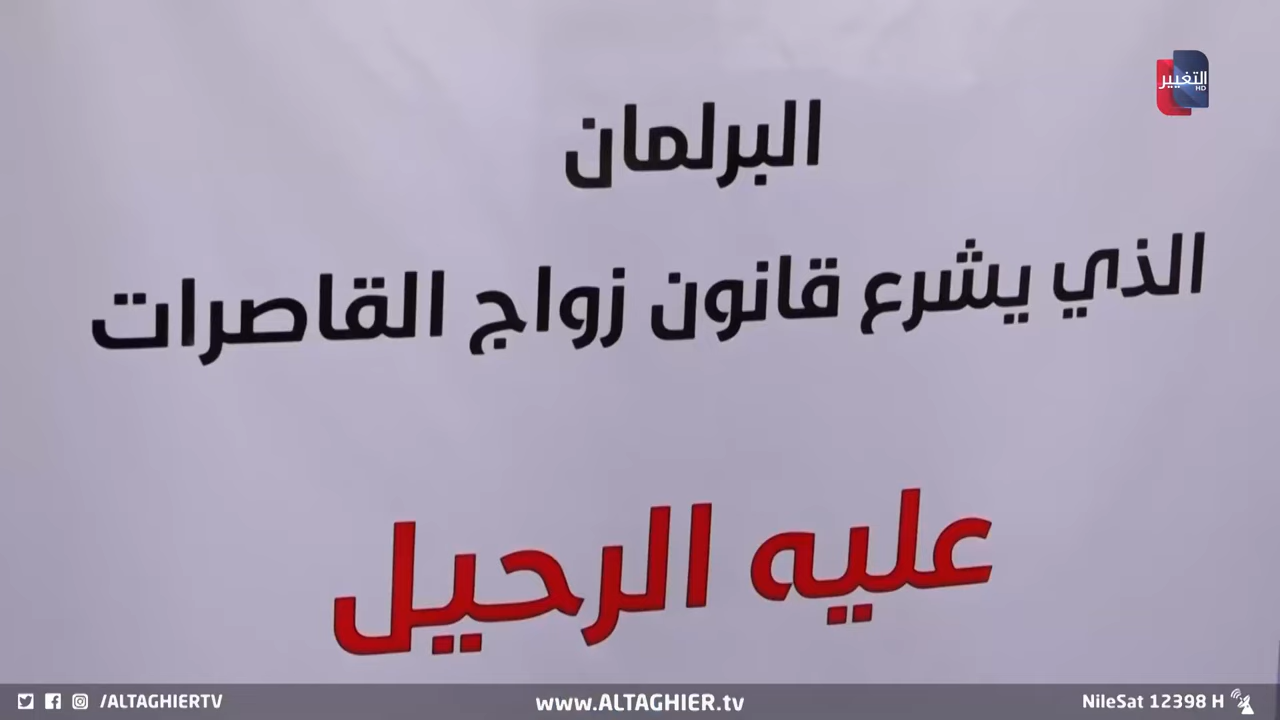 التغيير
HD
البرلمان
الذي يشرع قانون زواج القاصرات
عليه الرحيل
/ALTAGHIERTV
www.ALTAGHIER.tv
NileSat 12398 H